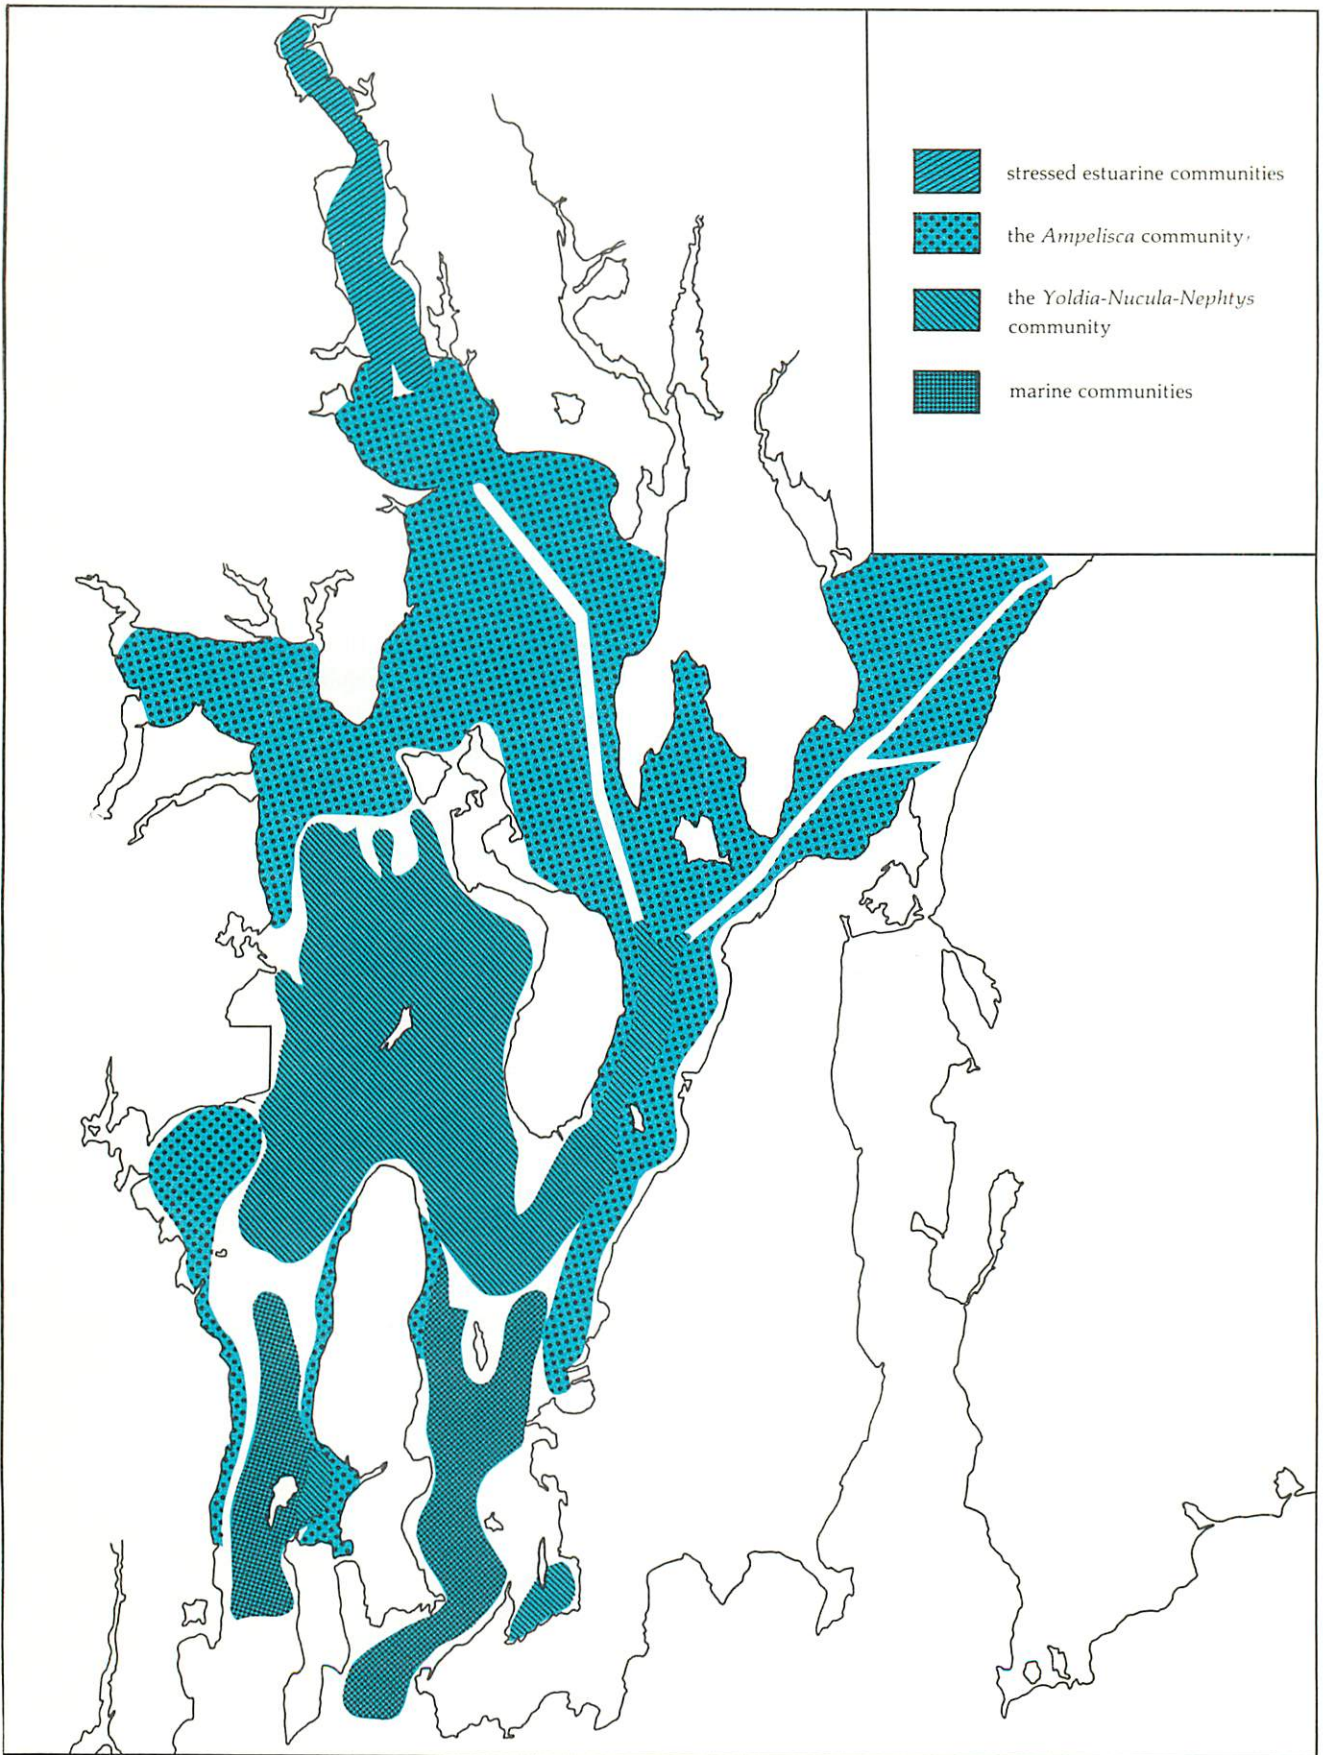 stressed estuarine communities
the Ampelisca community
the Yoldia-Nucula-Nephtys
community
marine communities